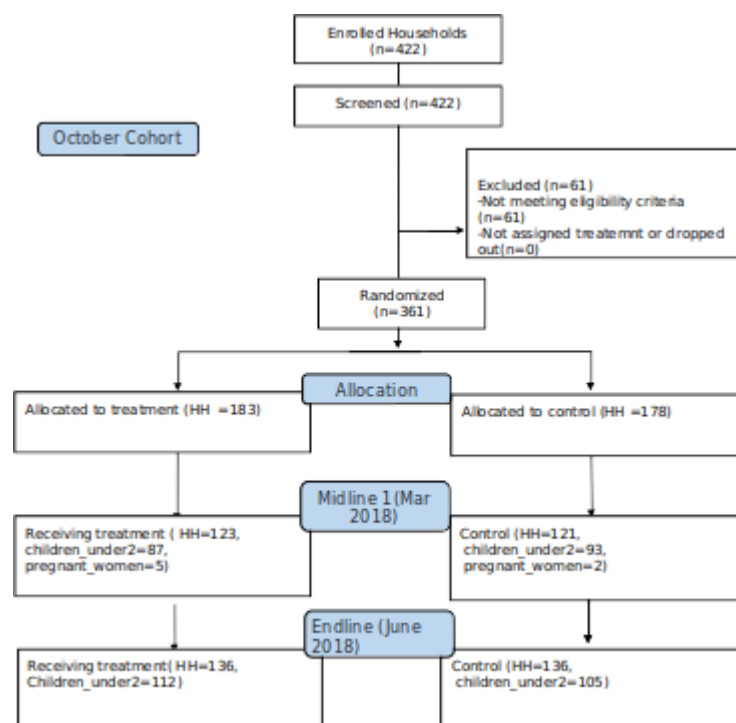 Enrolled Households
(n=422)
Screened (n=422)
October Cohort
Excluded (n=61)
-Not meeting eligibility criteria
(n=61)
-Not assigned treatemnt or dropped
out(n=0)
Randomized
(n=361)
Allocation
Allocated to treatment (HH =183)
Allocated to control (HH =178)
Midline 1(Mar
2018)
Receiving treatment ( HH=123,
children_under2=87,
pregnant_women=5)
Control (HH=121,
children_under2=93,
pregnant_women=2)
Endline (June
2018)
Receiving treatment( HH=136,
Children_under2=112)
Control (HH=136,
children_under2=105)